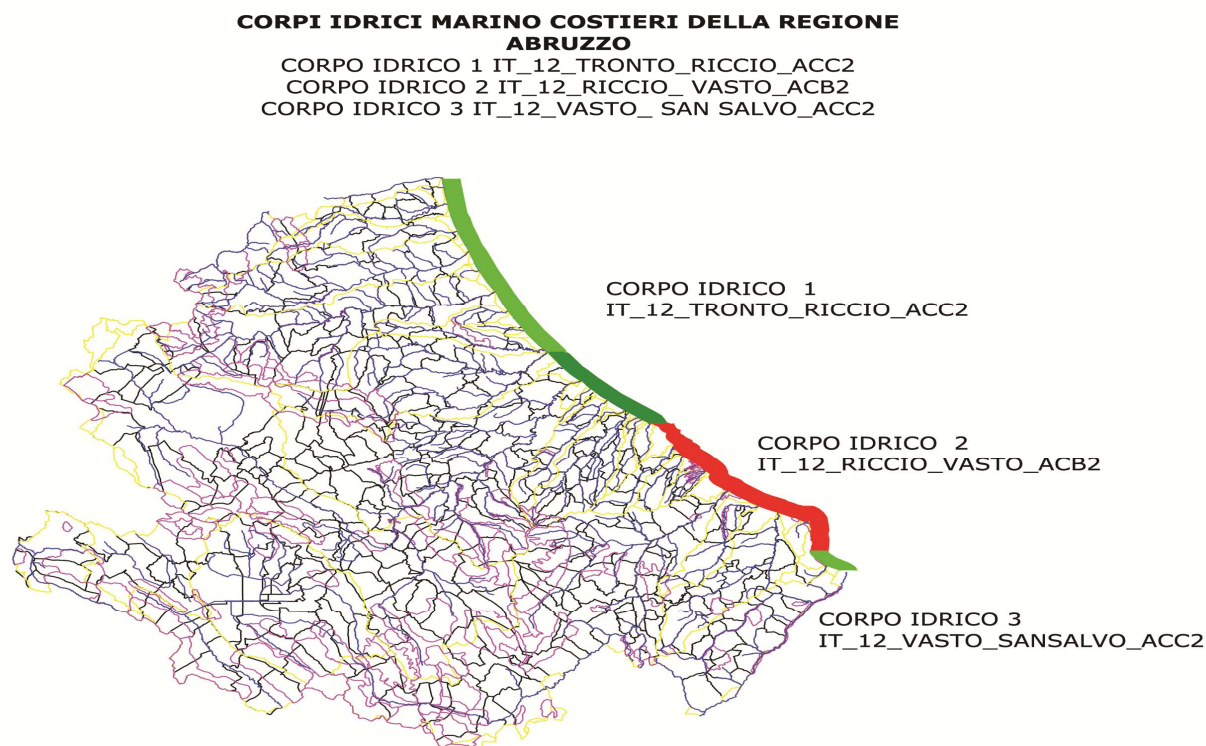 CORPI IDRICI MARINO COSTIERI DELLA REGIONE
ABRUZZO
CORPO IDRICO 1 IT_12_TRONTO_RICCIO_ACC2
CORPO IDRICO 2 IT_12_RICCIO_ VASTO_ACB2
CORPO IDRICO 3 IT_12_VASTO_ SAN SALVO_ACC2
CORPO IDRICO 1
IT_12_TRONTO_RICCIO_ACC2
CORPO IDRICO 2
IT_12_RICCIO_VASTO_ACB2
CORPO IDRICO 3
IT_12_VASTO_SANSALVO_ACC2